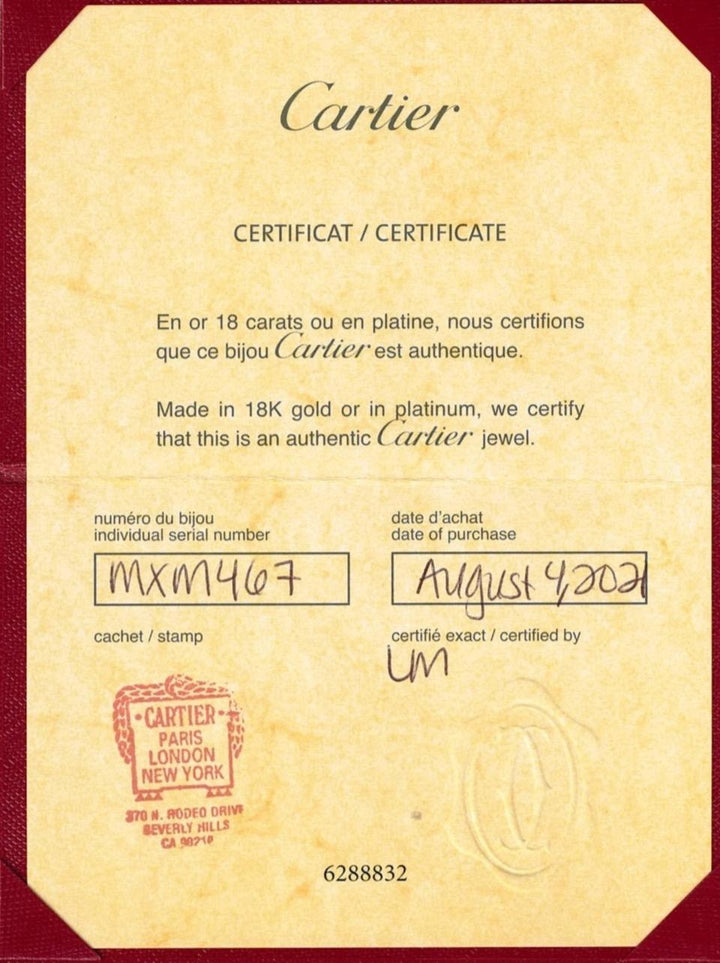 Cartier
CERTIFICAT / CERTIFICATE
En or 18 carats ou en platine, nous certifions
que ce bijou Cartier est authentique.
Made in 18K gold or in platinum, we certify
that this is an authentic Cartier jewel.
numéro du bijou
individual serial number
date d'achat
date of purchase
MXM467
August 4, 2021
cachet / stamp
certifié exact / certified by
LM
CARTIER
PARIS
LONDON
NEW YORK
370 N. RODEO DRIVE
BEVERLY HILLS
CA 90210
6288832